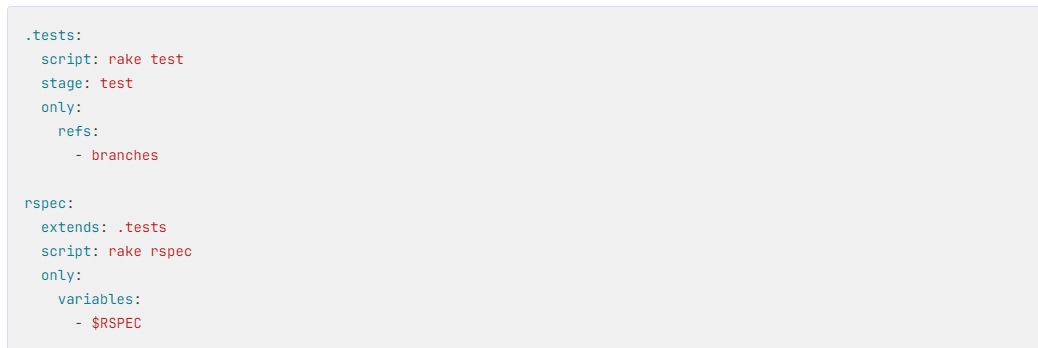 .tests:
  script: rake test
  stage: test
  only:
    refs:
      - branches

rspec:
  extends: .tests
  script: rake rspec
  only:
    variables:
      - $RSPEC